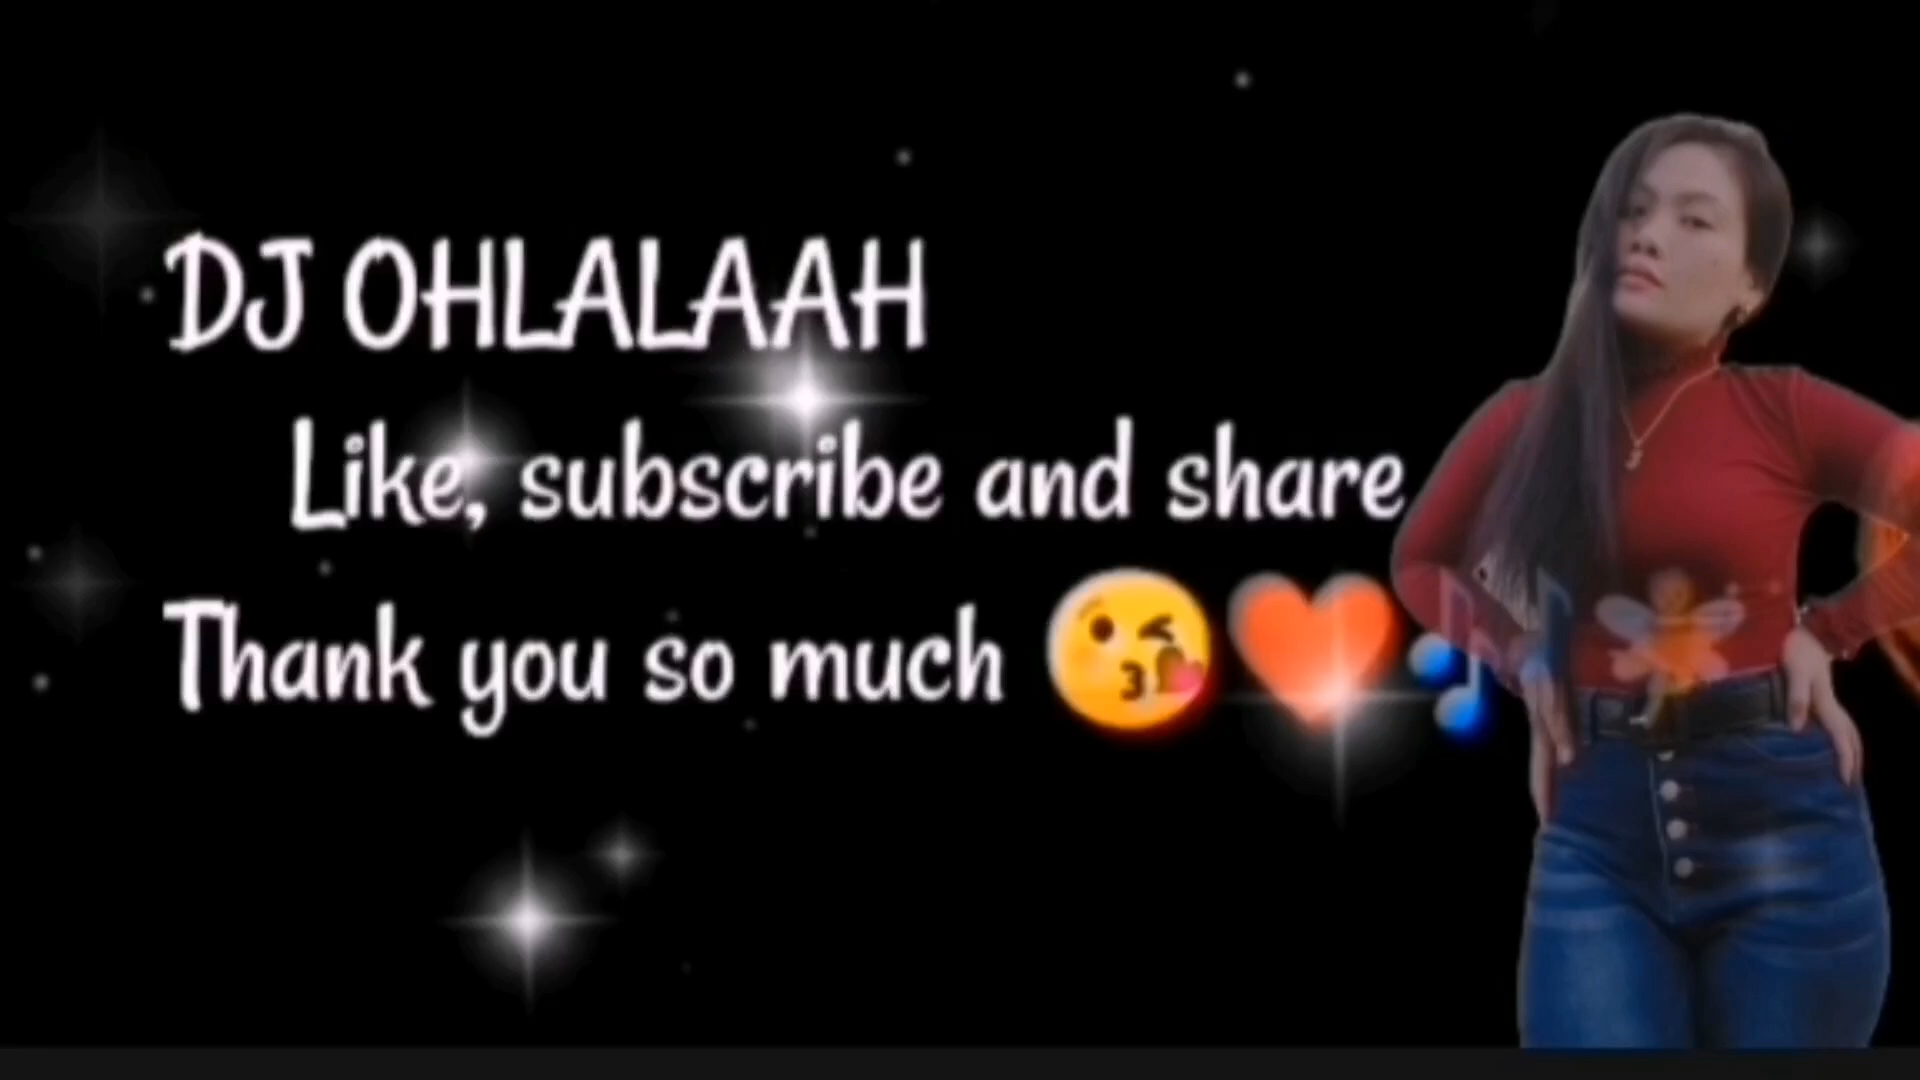 DJ OHLALAAH
Like, subscribe and share
Thank you so much 😘❤️🎶